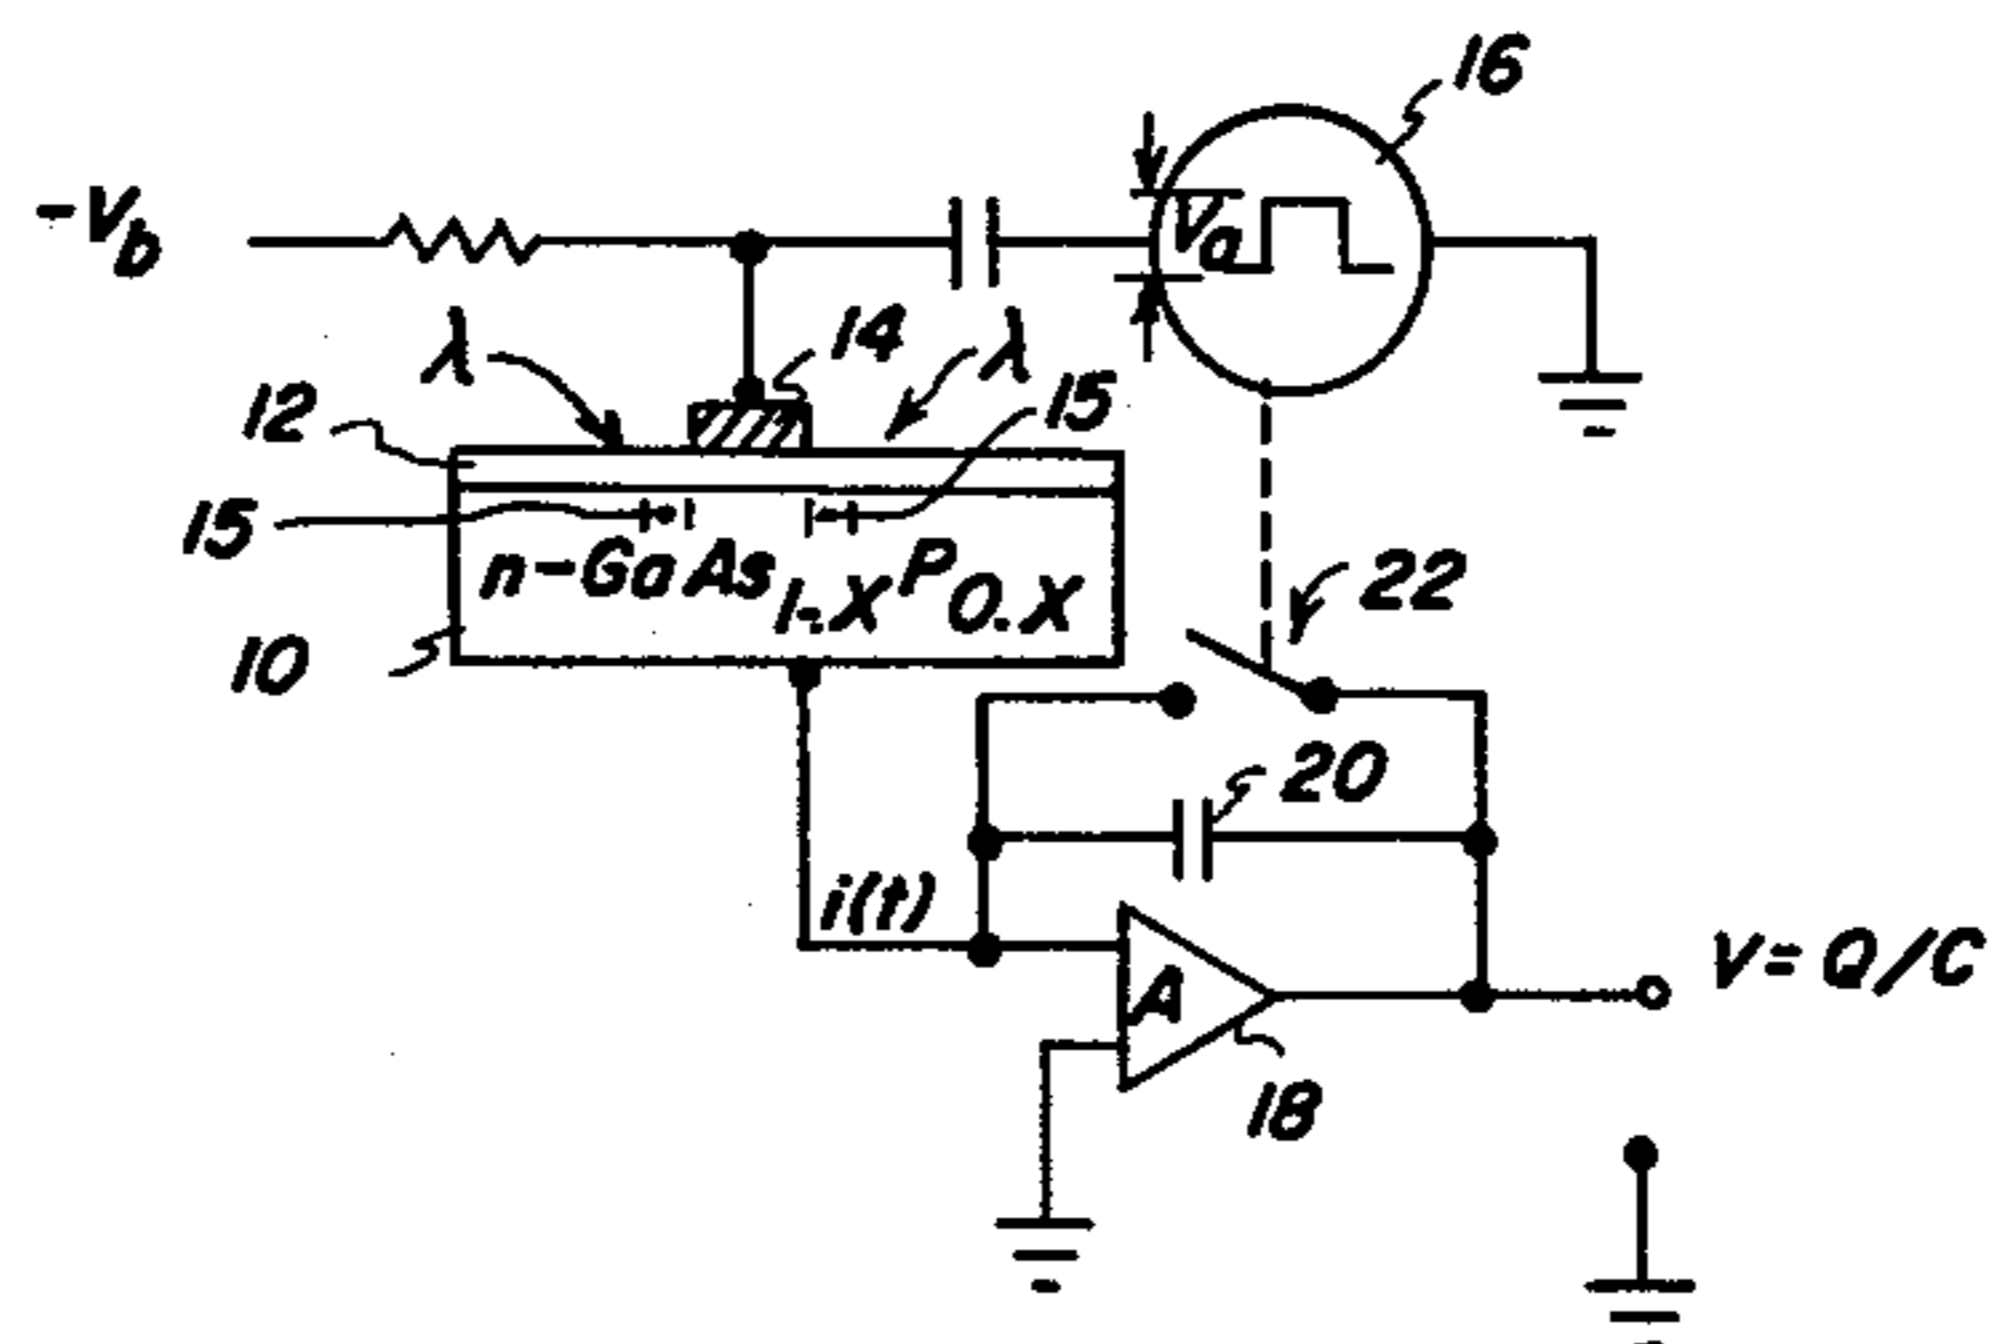 16
-Vb
Va
λ
14
λ
12
15
15
n-GaAs1-.XP0.X
22
10
20
i(t)
A
V= Q/C
18